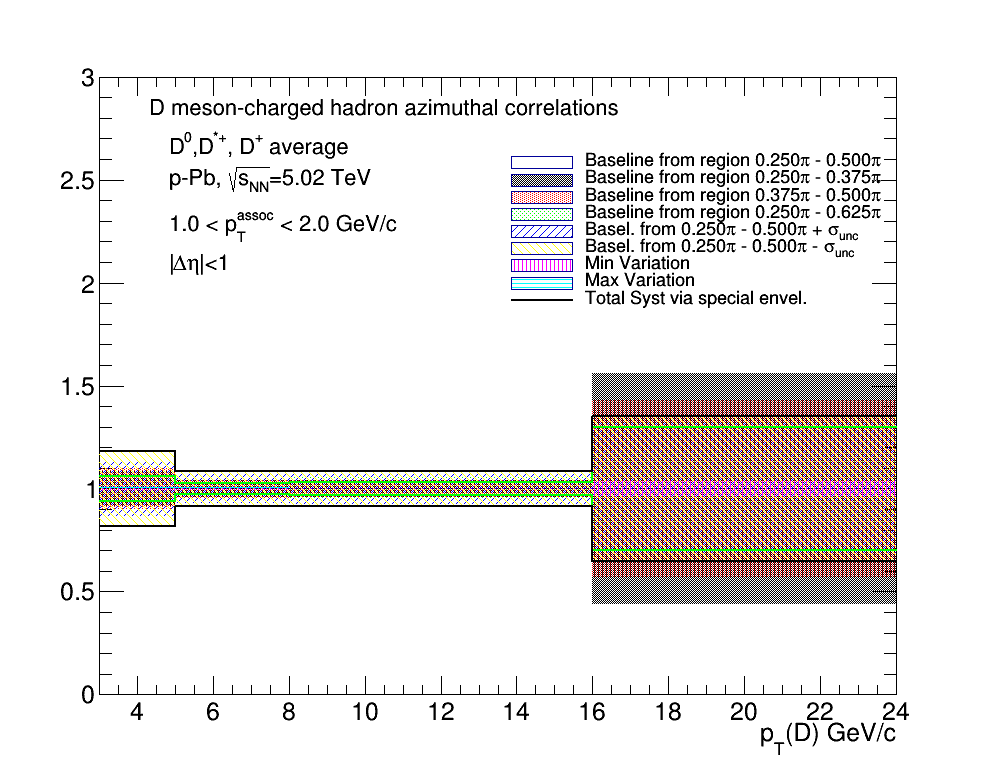 D meson-charged hadron azimuthal correlations
D⁰,D*⁺, D⁺ average
p-Pb, √sNN=5.02 TeV
1.0 < pTassoc < 2.0 GeV/c
|Δη|<1
Baseline from region 0.250π - 0.500π
Baseline from region 0.250π - 0.375π
Baseline from region 0.375π - 0.500π
Baseline from region 0.250π - 0.625π
Basel. from 0.250π - 0.500π + σunc
Basel. from 0.250π - 0.500π - σunc
Min Variation
Max Variation
Total Syst via special envel.
3
2.5
2
1.5
1
0.5
0
4 6 8 10 12 14 16 18 20 22 24
pT(D) GeV/c